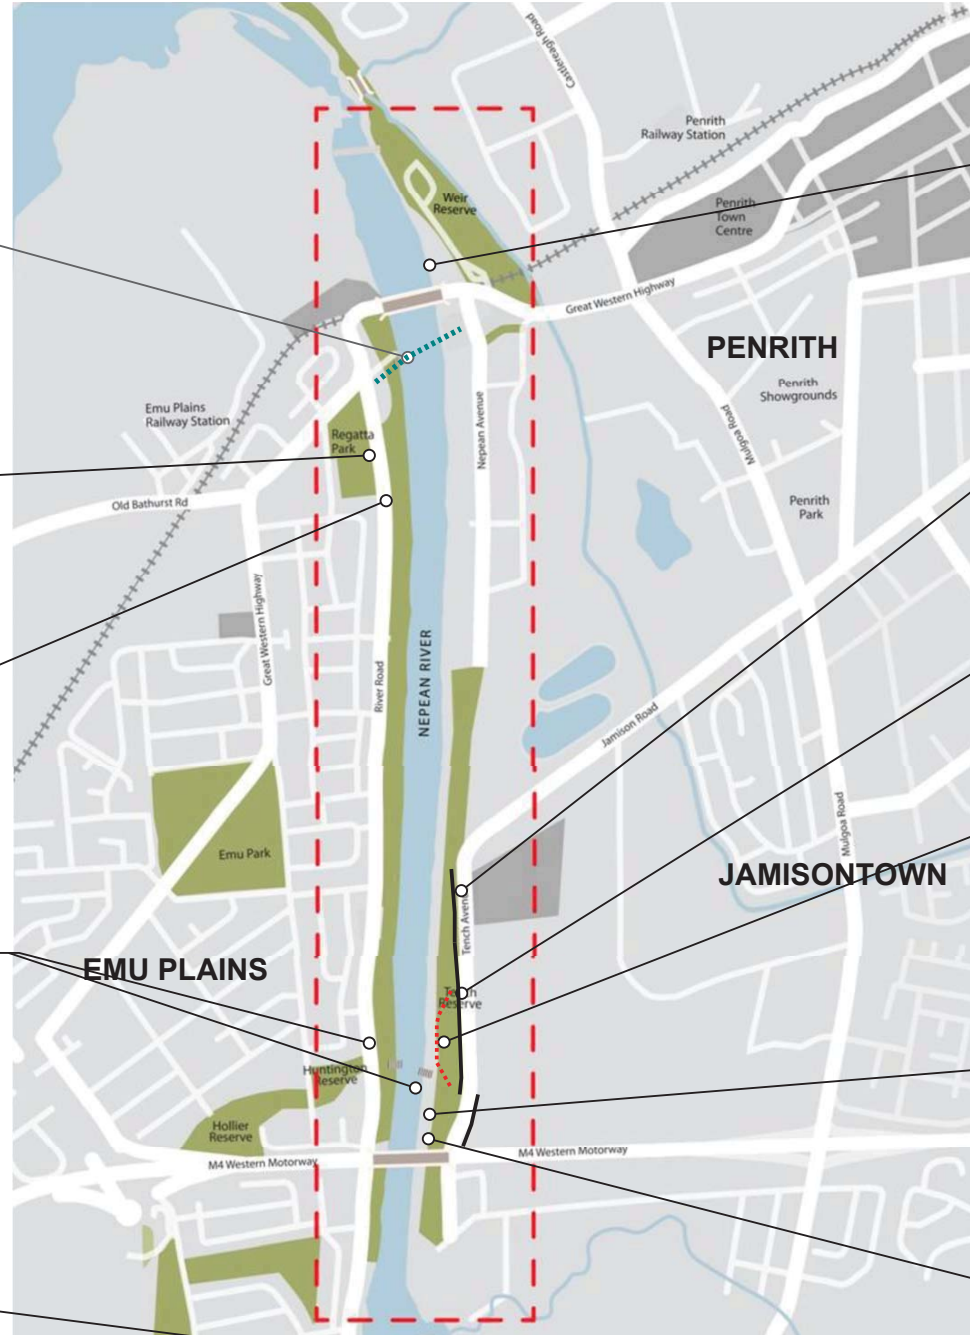 Castlereagh Road
Penrith
Railway Station
Weir
Reserve
Penrith
Town
Centre
Great Western Highway
PENRITH
Penrith
Showgrounds
Emu Plains
Railway Station
Regatta
Park
Nepean Avenue
Mulgoa Road
Old Bathurst Rd
Penrith
Park
Great Western Highway
River Road
NEPEAN RIVER
Jamison Road
Mulgoa Road
Emu Park
JAMISONTOWN
Tench Avenue
EMU PLAINS
Reserve
Huntington
Reserve
Hollier
Reserve
M4 Western Motorway
M4 Western Motorway